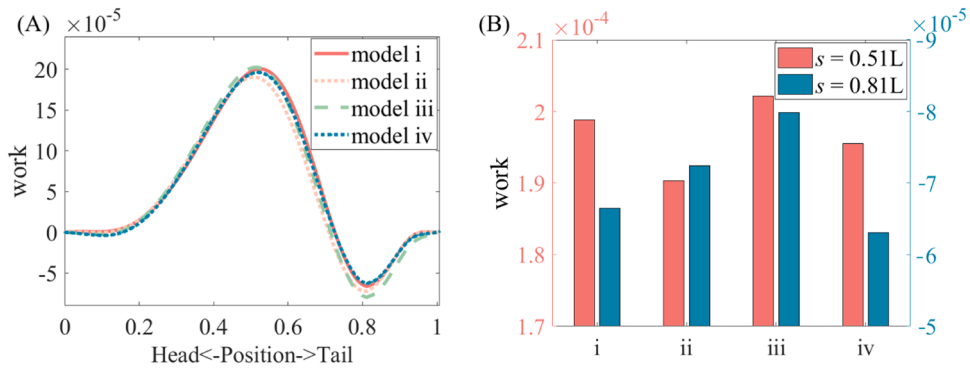 (A)
×10⁻⁵
20
15
10
5
0
-5
work
0
0.2
0.4
0.6
0.8
1
Head<-Position->Tail
model i
model ii
model iii
model iv
(B)
×10⁻⁴
2.1
2
1.9
1.8
1.7
work
i
ii
iii
iv
s = 0.51L
s = 0.81L
×10⁻⁵
-9
-8
-7
-6
-5